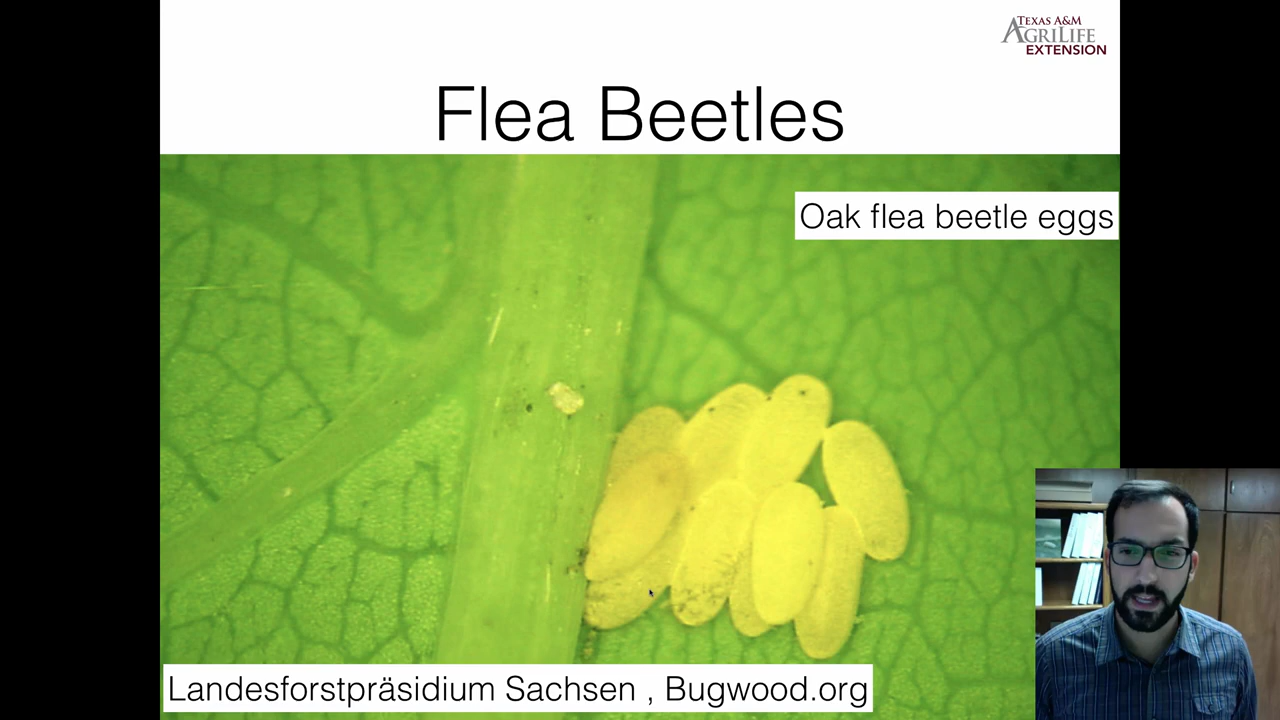 TEXAS A&M
AGRILIFE
EXTENSION
Flea Beetles
Oak flea beetle eggs
Landesforstpräsidium Sachsen , Bugwood.org